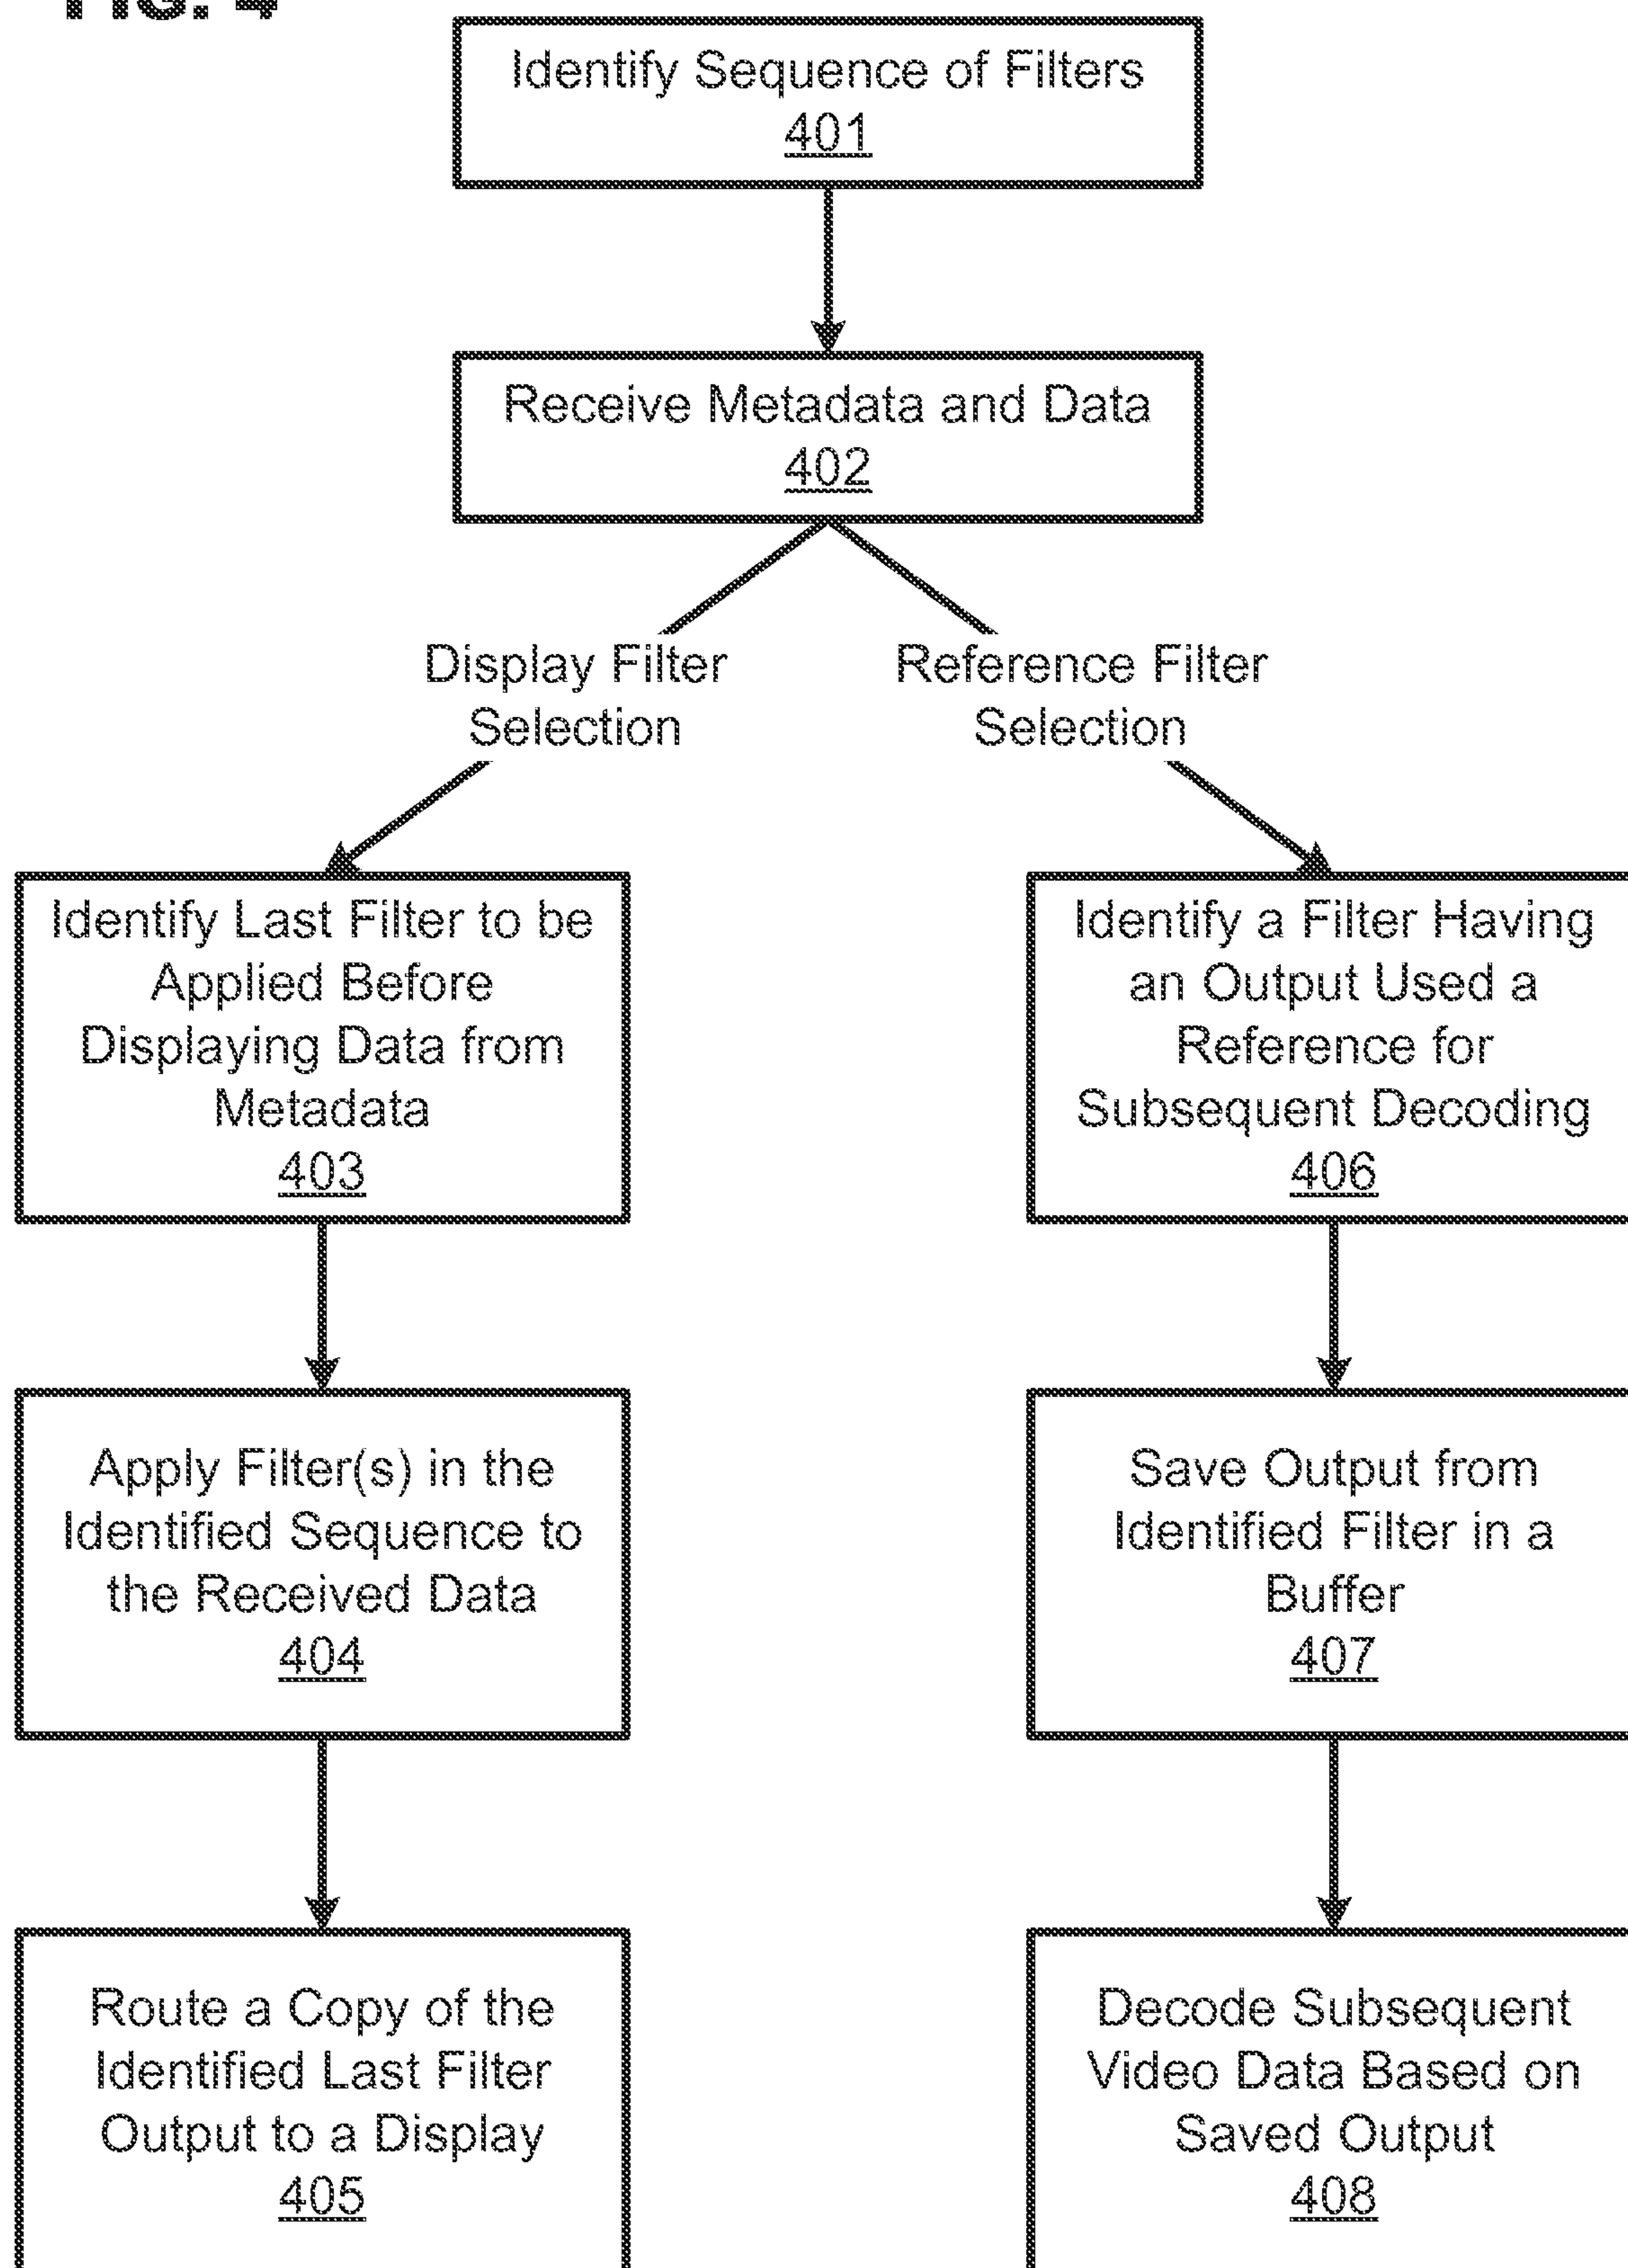 FIG. 4
Identify Sequence of Filters
401
Receive Metadata and Data
402
Display Filter
Selection
Reference Filter
Selection
Identify Last Filter to be
Applied Before
Displaying Data from
Metadata
403
Identify a Filter Having
an Output Used a
Reference for
Subsequent Decoding
406
Apply Filter(s) in the
Identified Sequence to
the Received Data
404
Save Output from
Identified Filter in a
Buffer
407
Route a Copy of the
Identified Last Filter
Output to a Display
405
Decode Subsequent
Video Data Based on
Saved Output
408